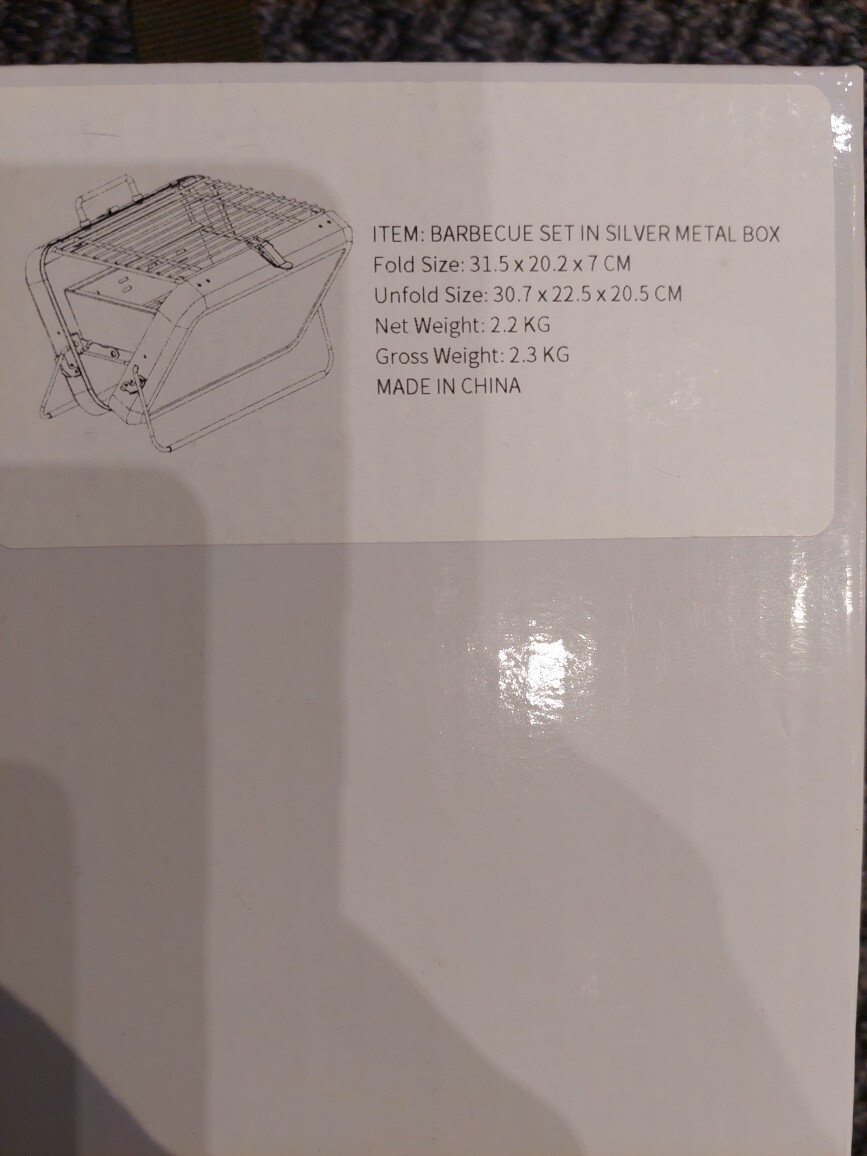 ITEM: BARBECUE SET IN SILVER METAL BOX
Fold Size: 31.5 x 20.2 x 7 CM
Unfold Size: 30.7 x 22.5 x 20.5 CM
Net Weight: 2.2 KG
Gross Weight: 2.3 KG
MADE IN CHINA